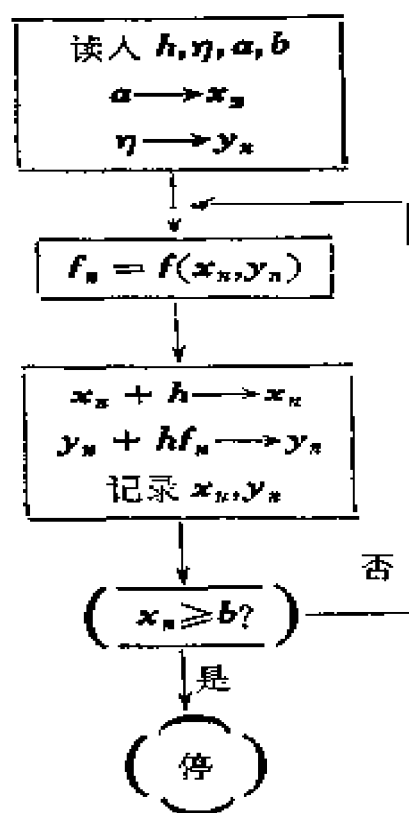 读人 h, η, a, b
a ⟶ xₙ
η ⟶ yₙ
fₙ = f(xₙ, yₙ)
xₙ + h ⟶ xₙ
yₙ + hfₙ ⟶ yₙ
记录 xₙ, yₙ
否
xₙ ≥ b?
是
停